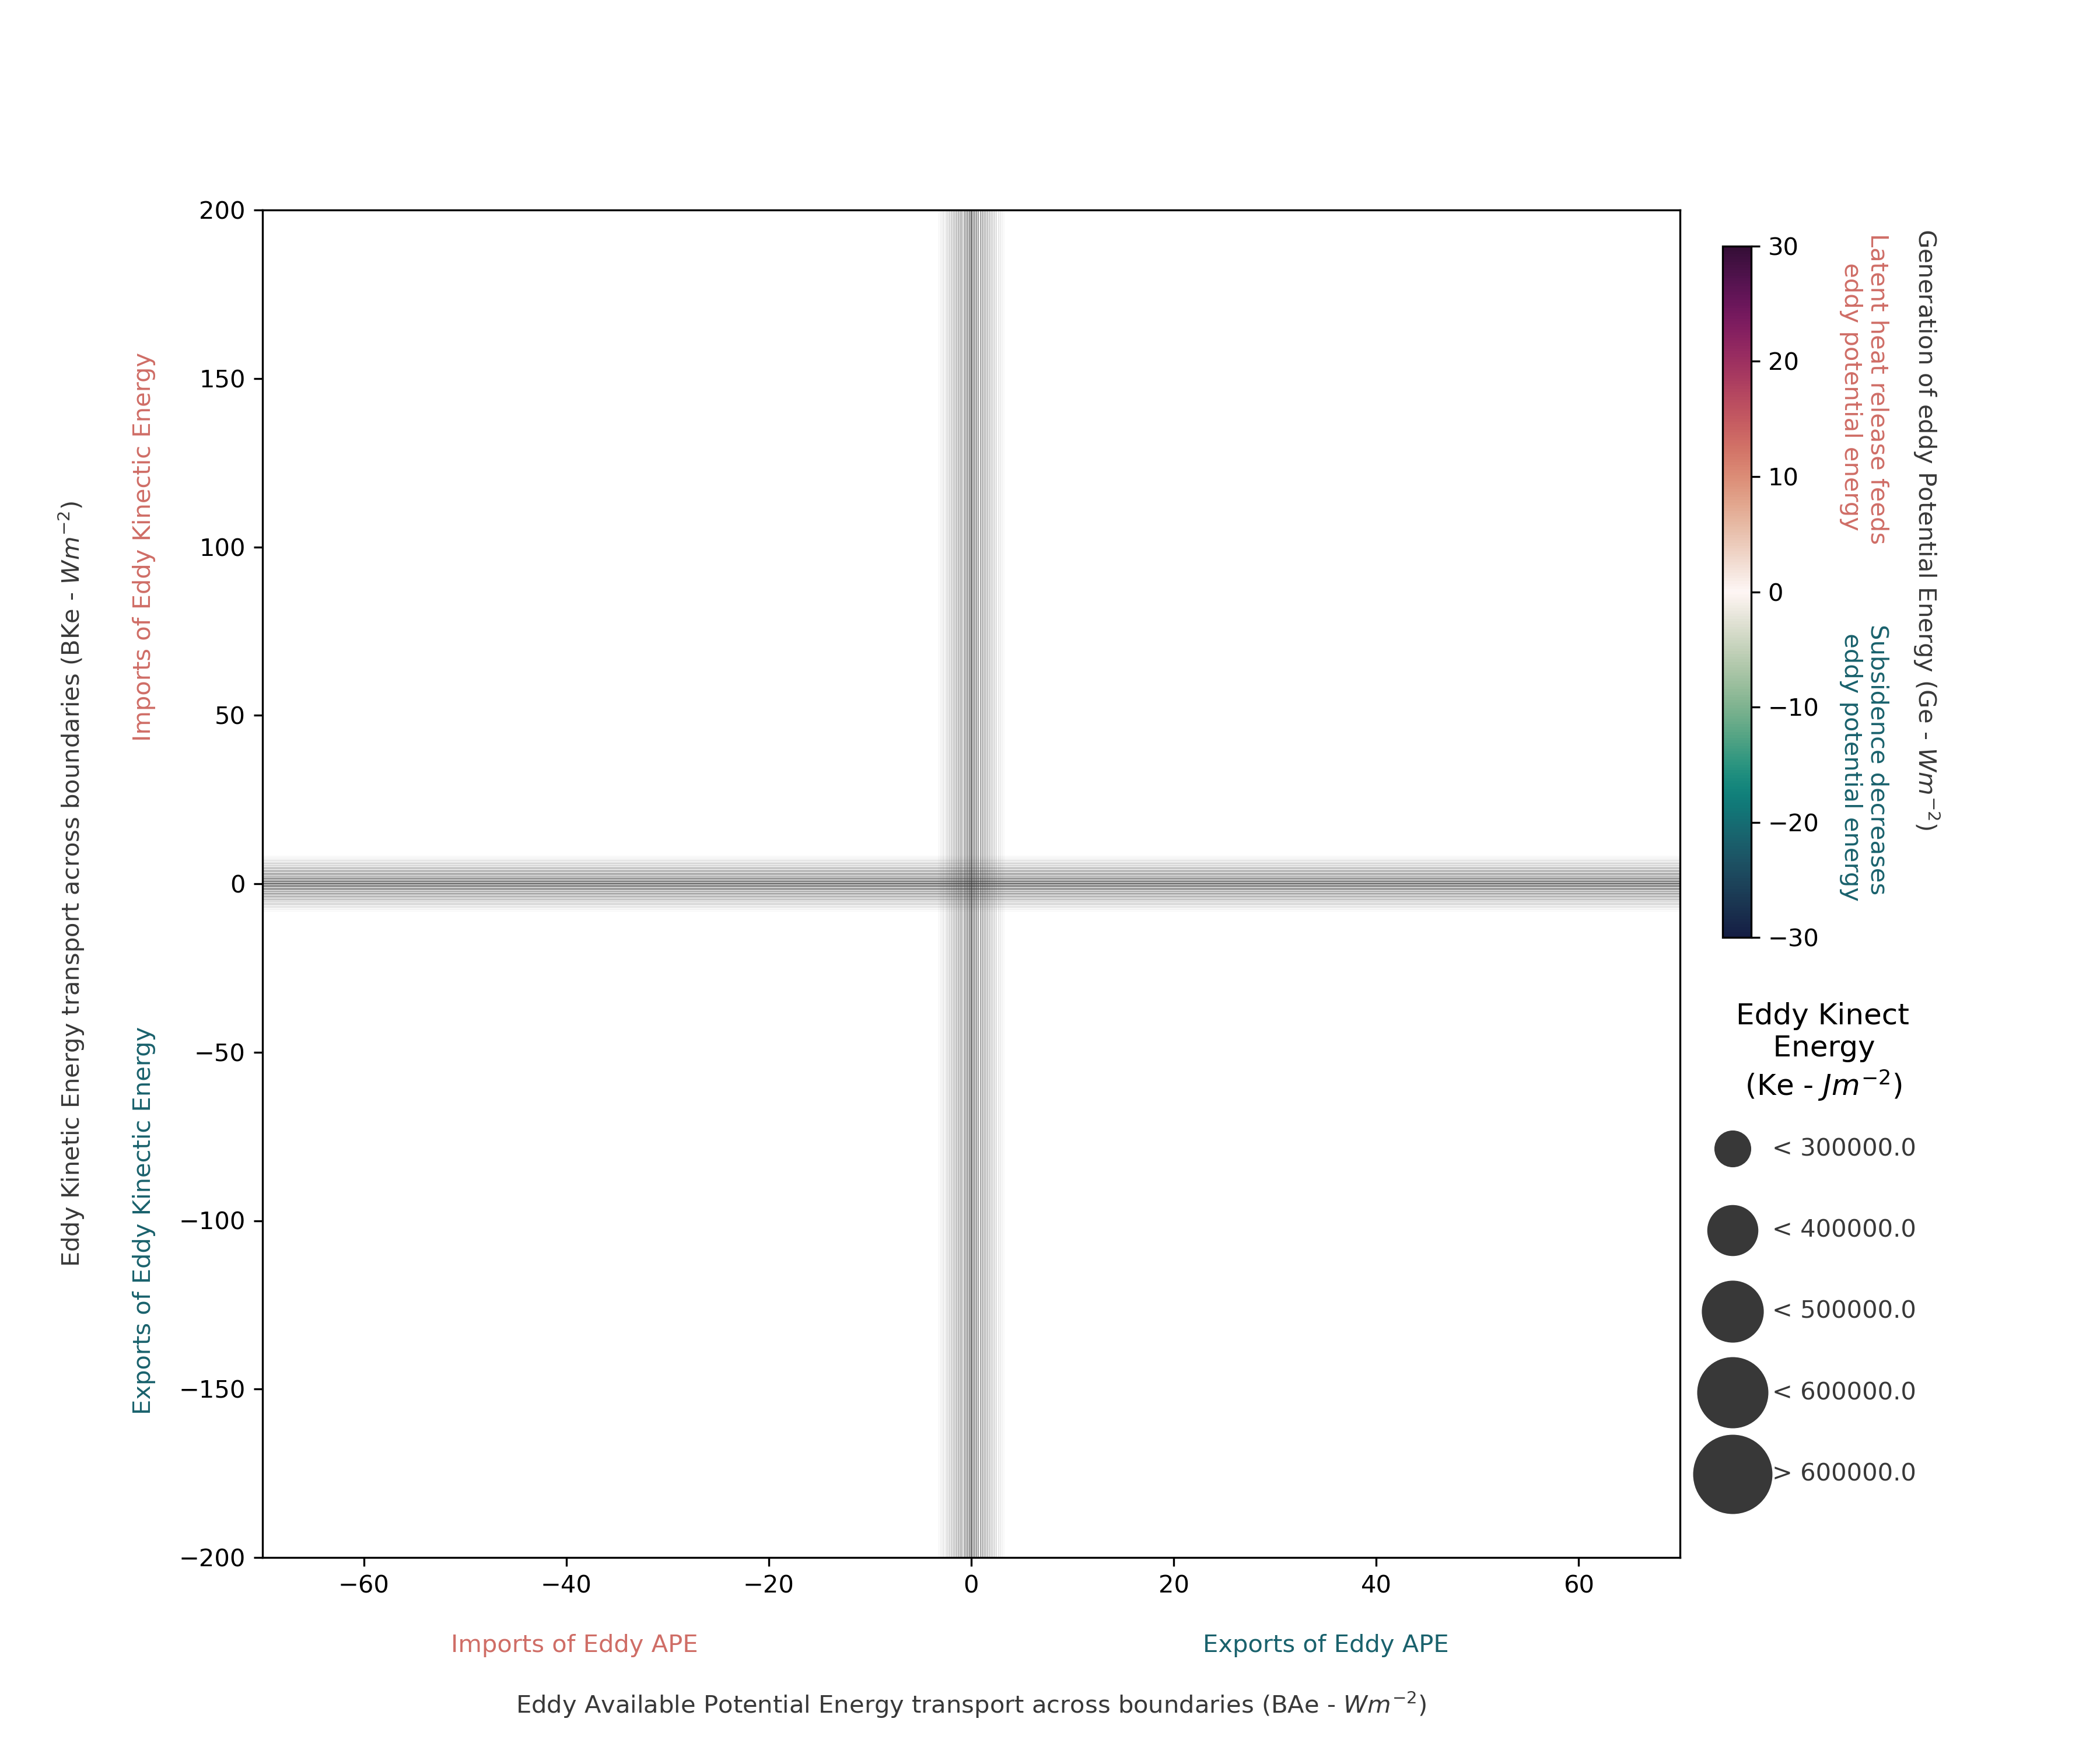 Eddy Kinetic Energy transport across boundaries (BKe - Wm⁻²)
Imports of Eddy Kinectic Energy
Exports of Eddy Kinectic Energy
200
150
100
50
0
−50
−100
−150
−200
−60
−40
−20
0
20
40
60
Imports of Eddy APE
Exports of Eddy APE
Eddy Available Potential Energy transport across boundaries (BAe - Wm⁻²)
30
20
10
0
−10
−20
−30
Latent heat release feeds
eddy potential energy
Subsidence decreases
eddy potential energy
Generation of eddy Potential Energy (Ge - Wm⁻²)
Eddy Kinect
Energy
(Ke - Jm⁻²)
< 300000.0
< 400000.0
< 500000.0
< 600000.0
> 600000.0